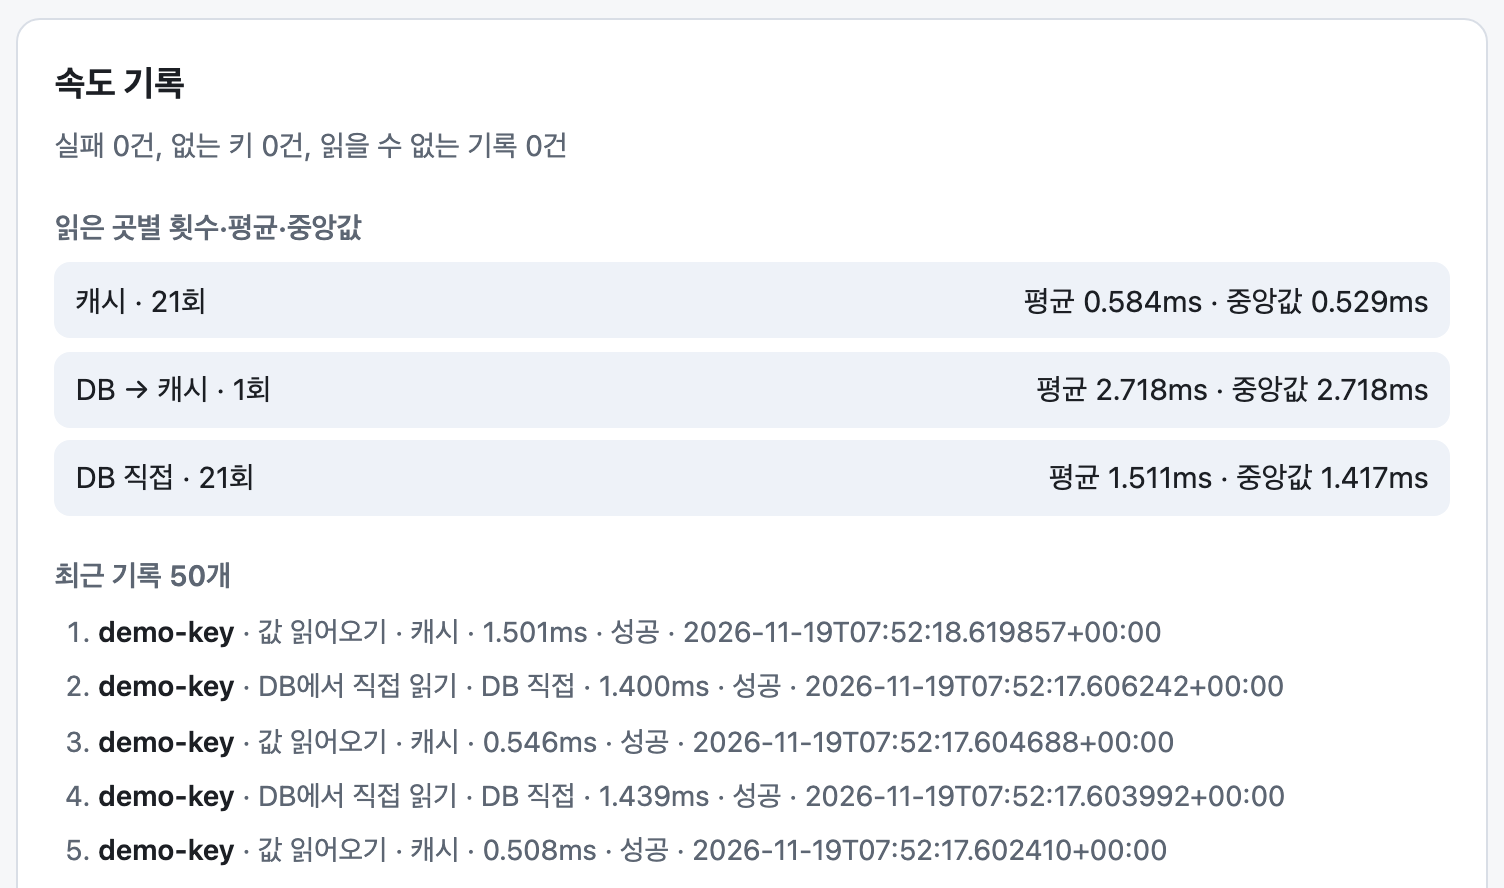 속도 기록
실패 0건, 없는 키 0건, 읽을 수 없는 기록 0건
읽은 곳별 횟수·평균·중앙값
캐시 · 21회 평균 0.584ms · 중앙값 0.529ms
DB → 캐시 · 1회 평균 2.718ms · 중앙값 2.718ms
DB 직접 · 21회 평균 1.511ms · 중앙값 1.417ms
최근 기록 50개
1. demo-key · 값 읽어오기 · 캐시 · 1.501ms · 성공 · 2026-11-19T07:52:18.619857+00:00
2. demo-key · DB에서 직접 읽기 · DB 직접 · 1.400ms · 성공 · 2026-11-19T07:52:17.606242+00:00
3. demo-key · 값 읽어오기 · 캐시 · 0.546ms · 성공 · 2026-11-19T07:52:17.604688+00:00
4. demo-key · DB에서 직접 읽기 · DB 직접 · 1.439ms · 성공 · 2026-11-19T07:52:17.603992+00:00
5. demo-key · 값 읽어오기 · 캐시 · 0.508ms · 성공 · 2026-11-19T07:52:17.602410+00:00